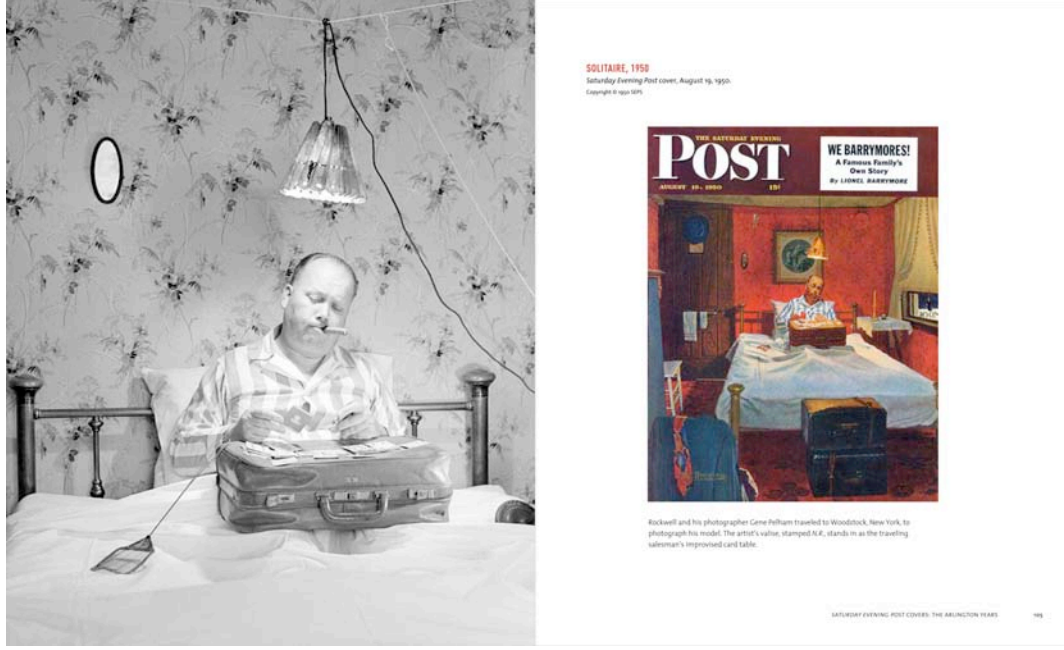 SOLITAIRE, 1950
Saturday Evening Post cover, August 19, 1950.
Copyright © 1950 SEPS
THE SATURDAY EVENING
POST
AUGUST 19, 1950 15¢
WE BARRYMORES!
A Famous Family's
Own Story
By LIONEL BARRYMORE
Rockwell and his photographer Gene Pelham traveled to Woodstock, New York, to
photograph his model. The artist's valise, stamped N.R., stands in as the traveling
salesman's improvised card table.
SATURDAY EVENING POST COVERS: THE ARLINGTON YEARS